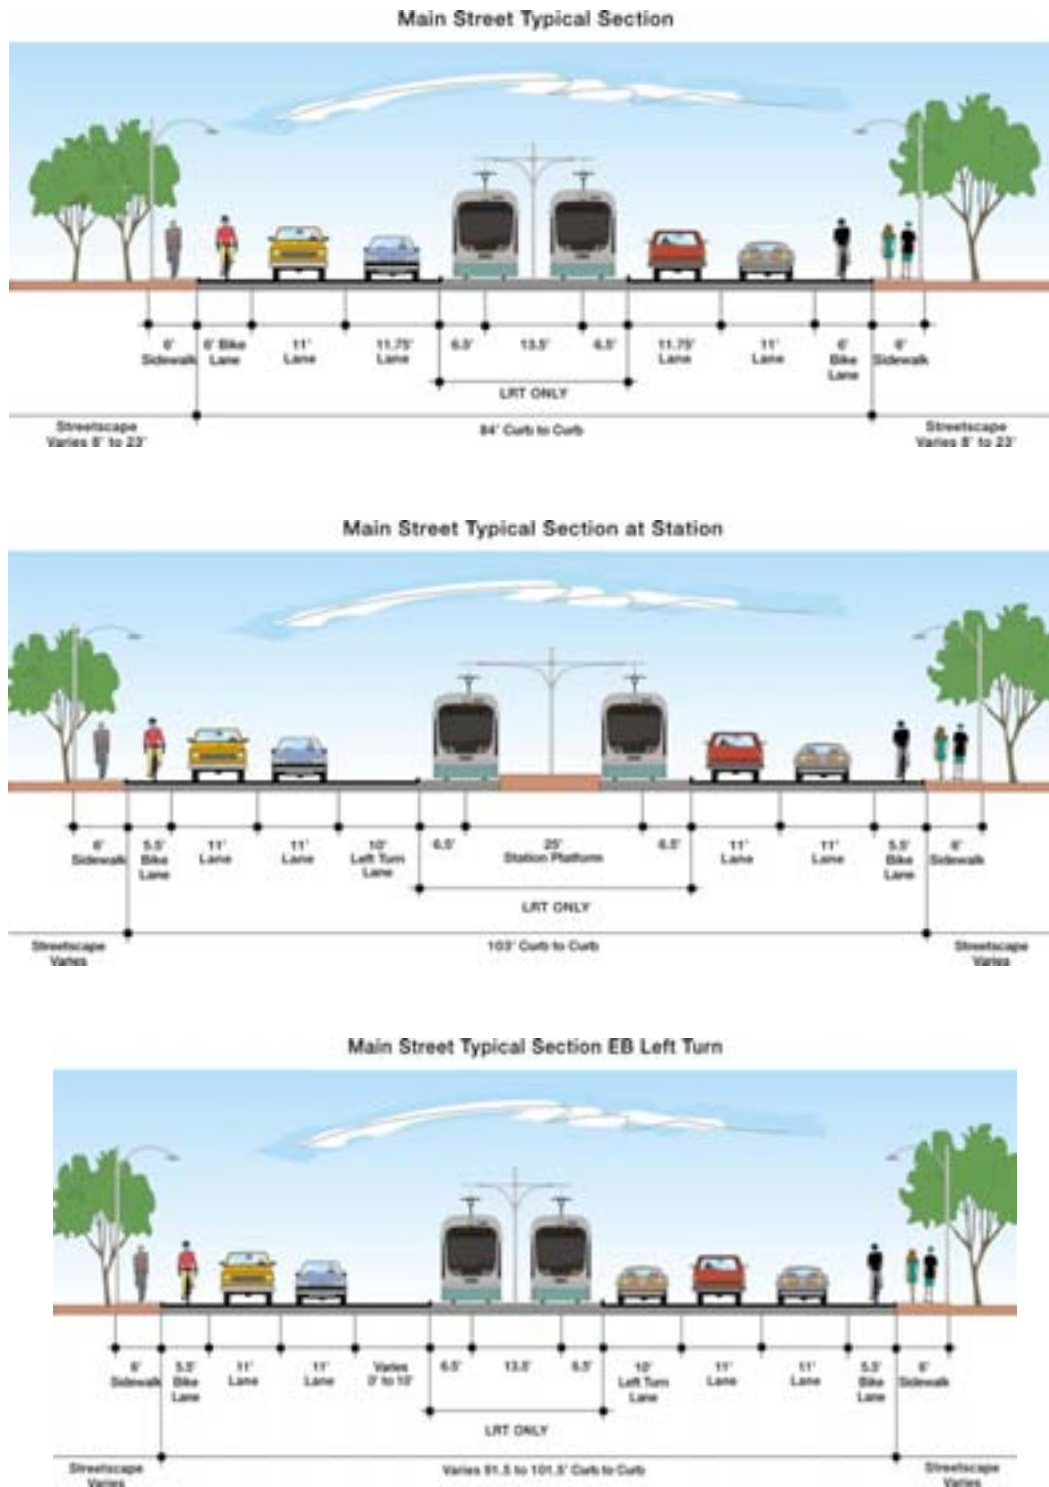 Main Street Typical Section
6' Sidewalk
6' Bike Lane
11' Lane
11.75' Lane
6.5'
13.5'
6.5'
11.75' Lane
11' Lane
6' Bike Lane
6' Sidewalk
LRT ONLY
Streetscape
Varies 8' to 23'
84' Curb to Curb
Streetscape
Varies 8' to 23'
Main Street Typical Section at Station
6' Sidewalk
5.5' Bike Lane
11' Lane
11' Lane
10' Left Turn Lane
6.5'
25' Station Platform
6.5'
11' Lane
11' Lane
5.5' Bike Lane
6' Sidewalk
LRT ONLY
Streetscape
Varies
103' Curb to Curb
Streetscape
Varies
Main Street Typical Section EB Left Turn
6' Sidewalk
5.5' Bike Lane
11' Lane
11' Lane
Varies 0' to 10'
6.5'
13.5'
6.5'
10' Left Turn Lane
11' Lane
11' Lane
5.5' Bike Lane
6' Sidewalk
LRT ONLY
Streetscape
Varies
Varies 91.5 to 101.5' Curb to Curb
Streetscape
Varies